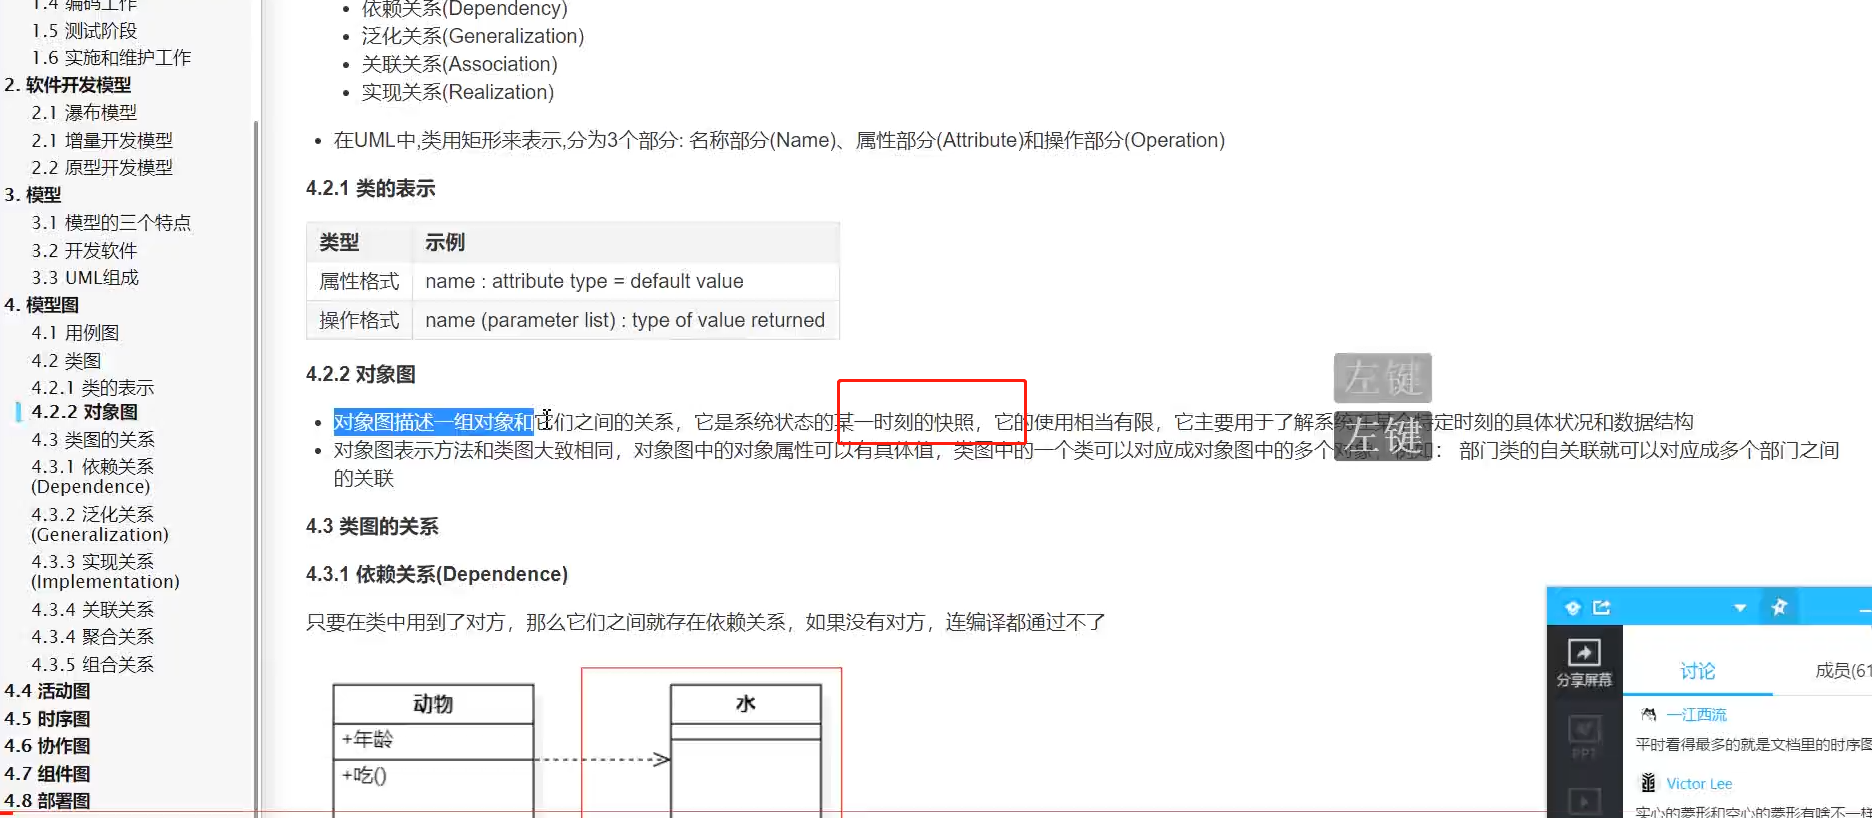 1.4 编码工作
1.5 测试阶段
1.6 实施和维护工作
2. 软件开发模型
2.1 瀑布模型
2.1 增量开发模型
2.2 原型开发模型
3. 模型
3.1 模型的三个特点
3.2 开发软件
3.3 UML组成
4. 模型图
4.1 用例图
4.2 类图
4.2.1 类的表示
4.2.2 对象图
4.3 类图的关系
4.3.1 依赖关系
(Dependence)
4.3.2 泛化关系
(Generalization)
4.3.3 实现关系
(Implementation)
4.3.4 关联关系
4.3.4 聚合关系
4.3.5 组合关系
4.4 活动图
4.5 时序图
4.6 协作图
4.7 组件图
4.8 部署图
依赖关系(Dependency)
泛化关系(Generalization)
关联关系(Association)
实现关系(Realization)
在UML中,类用矩形来表示,分为3个部分: 名称部分(Name)、属性部分(Attribute)和操作部分(Operation)
4.2.1 类的表示
类型 示例
属性格式 name : attribute type = default value
操作格式 name (parameter list) : type of value returned
4.2.2 对象图
对象图描述一组对象和它们之间的关系，它是系统状态的某一时刻的快照，它的使用相当有限，它主要用于了解系统在某个特定时刻的具体状况和数据结构
对象图表示方法和类图大致相同，对象图中的对象属性可以有具体值，类图中的一个类可以对应成对象图中的多个对象，例如： 部门类的自关联就可以对应成多个部门之间
的关联
左键
左键
4.3 类图的关系
4.3.1 依赖关系(Dependence)
只要在类中用到了对方，那么它们之间就存在依赖关系，如果没有对方，连编译都通过不了
动物
+年龄
+吃()
水
分享屏幕
PPT
讨论 成员(61
一江西流
平时看得最多的就是文档里的时序图
Victor Lee
实心的菱形和空心的菱形有啥不一样